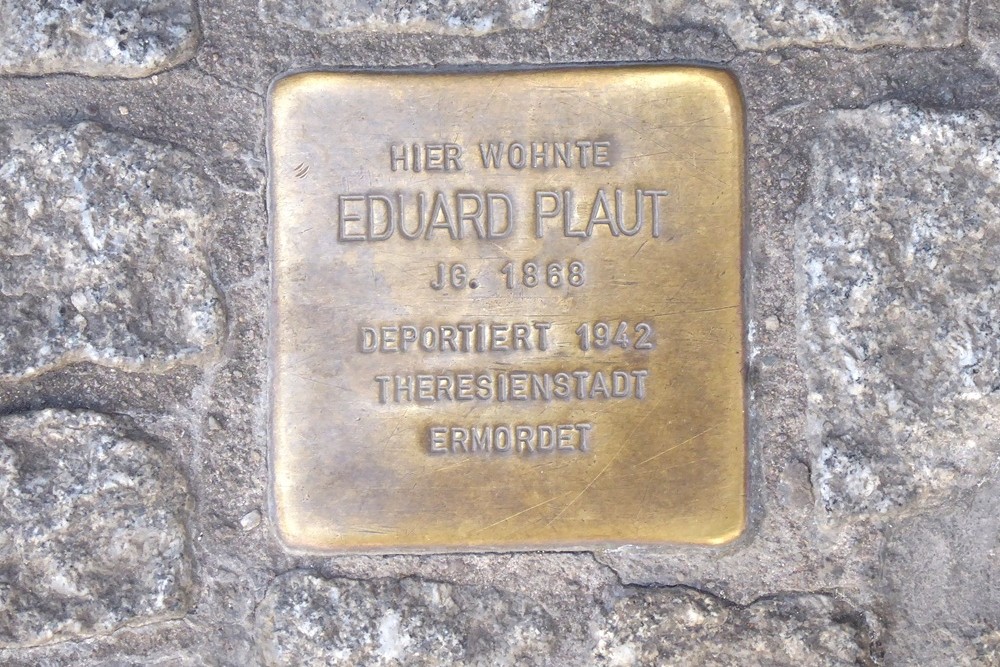 HIER WOHNTE
EDUARD PLAUT
JG. 1868
DEPORTIERT 1942
THERESIENSTADT
ERMORDET